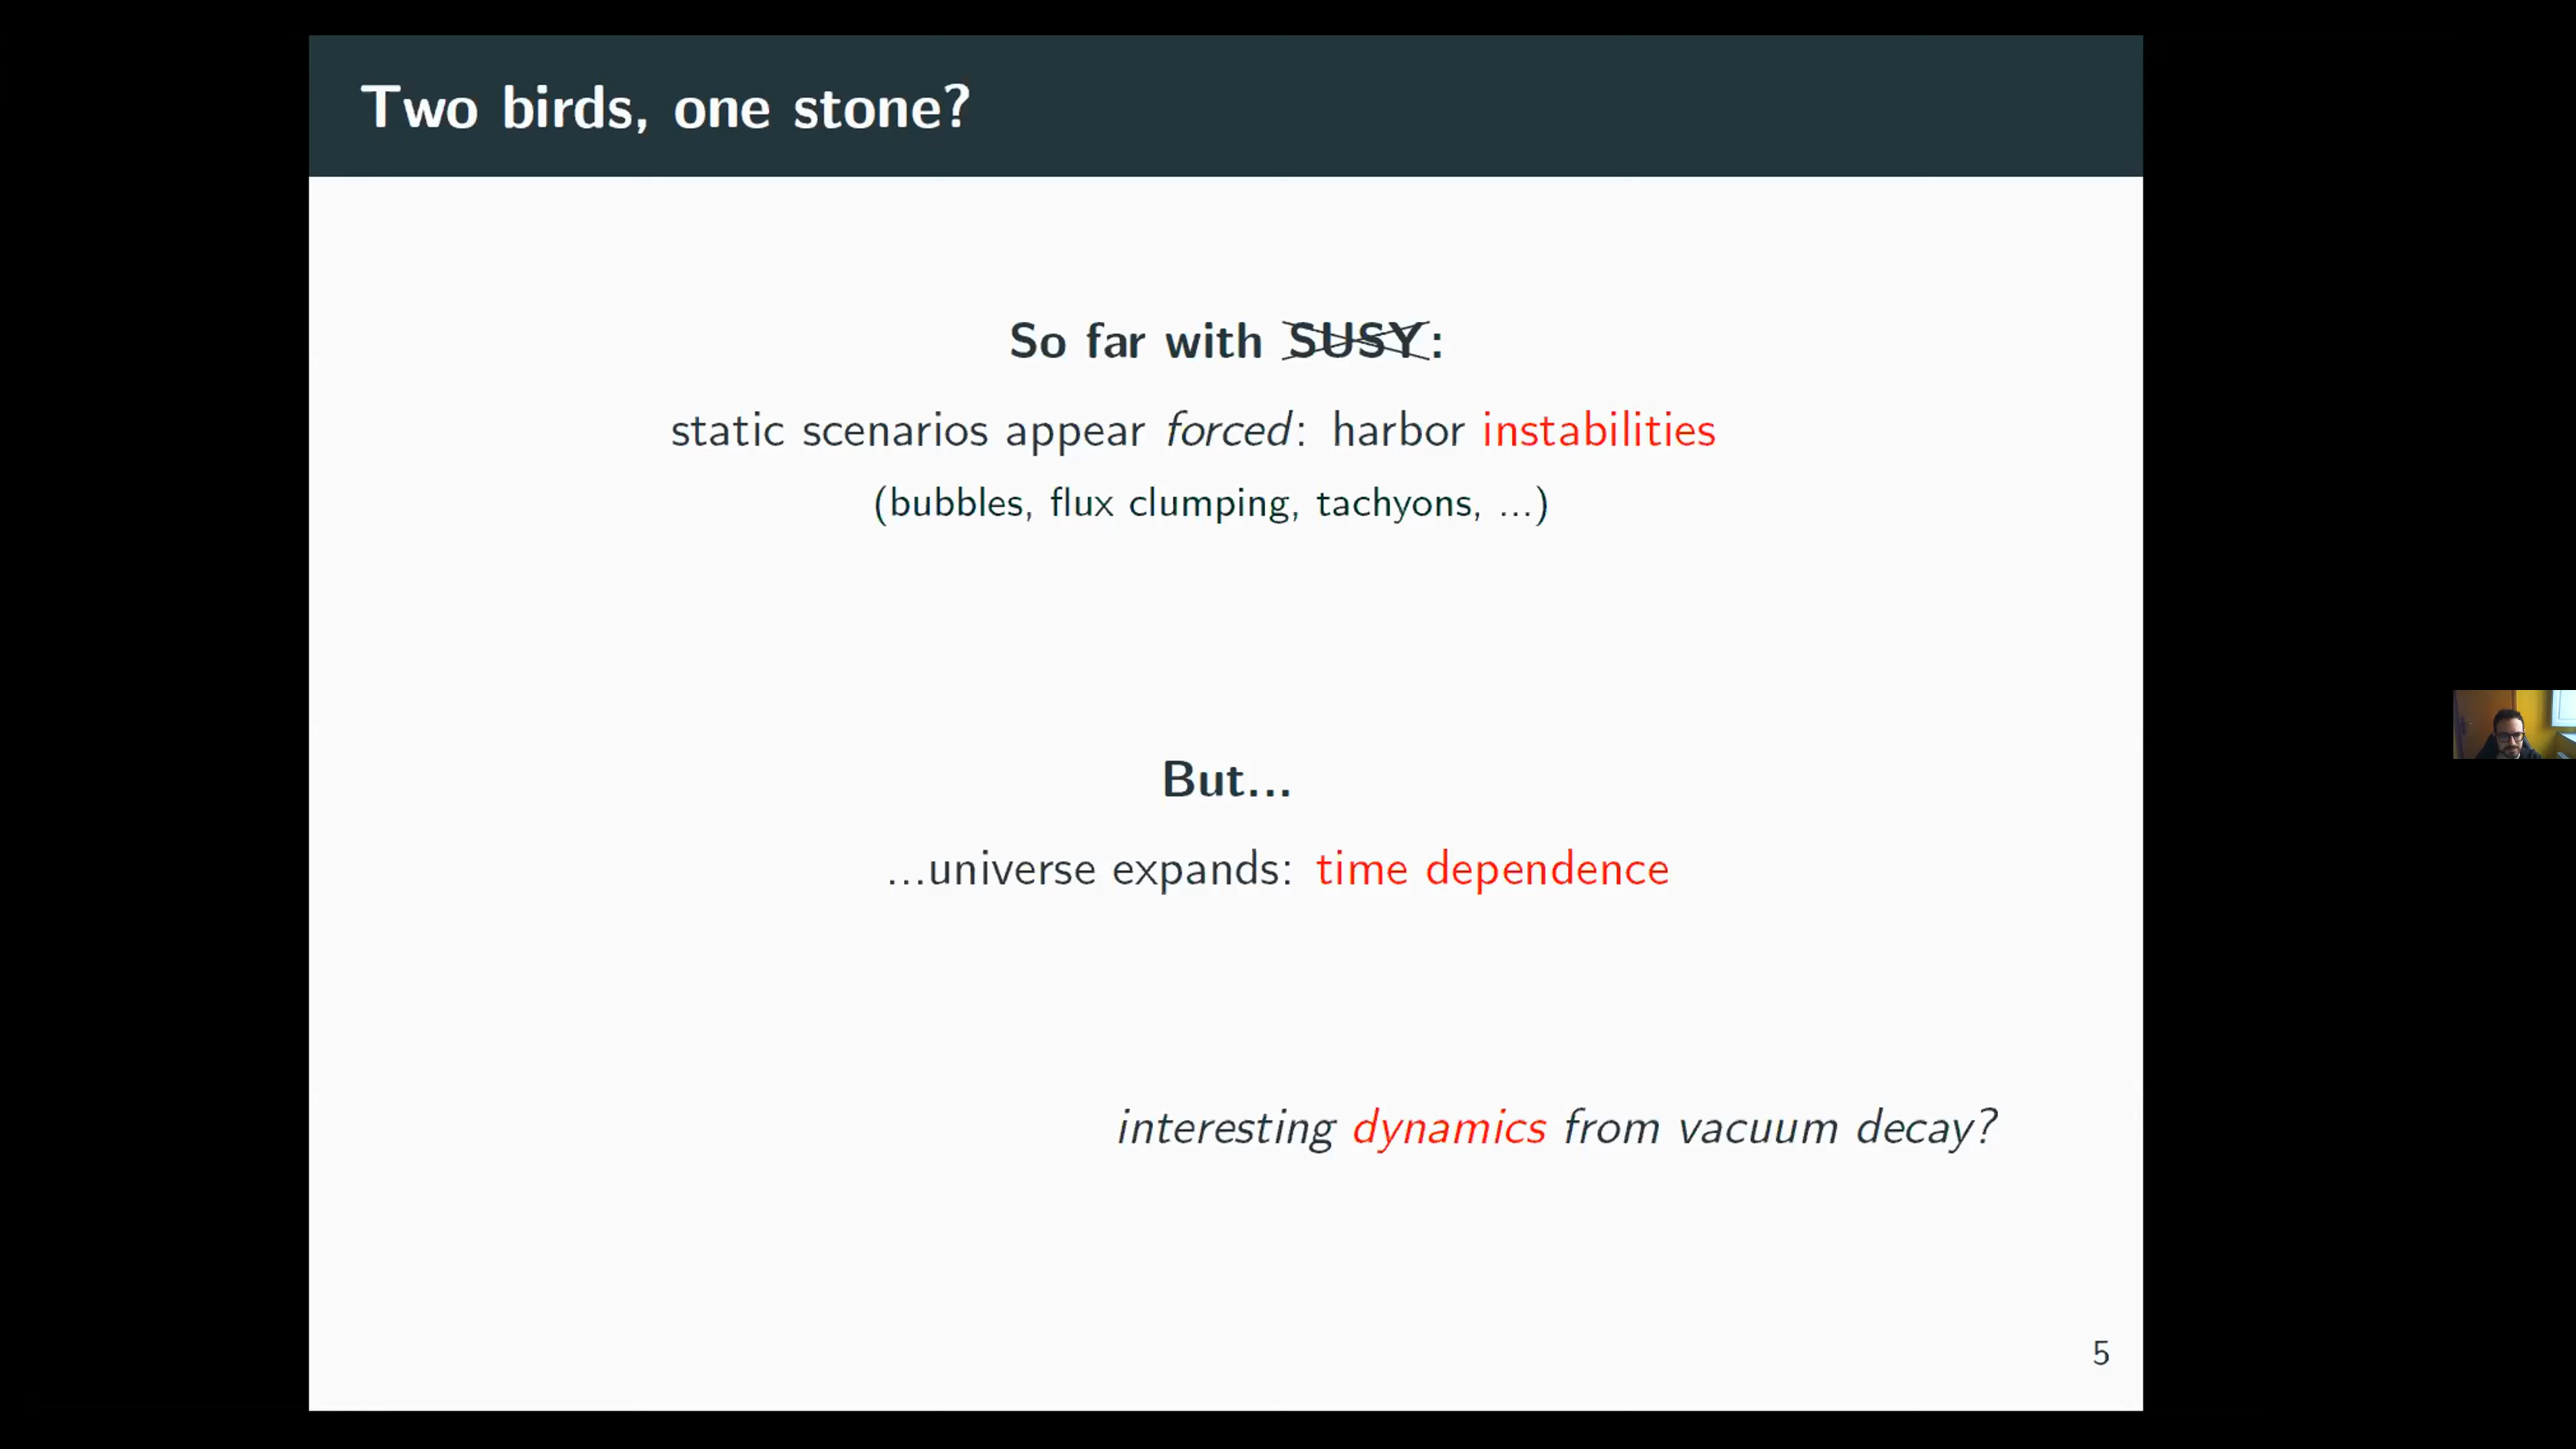 Two birds, one stone?
So far with SUSY:
static scenarios appear forced: harbor instabilities
(bubbles, flux clumping, tachyons, ...)
But...
...universe expands: time dependence
interesting dynamics from vacuum decay?
5